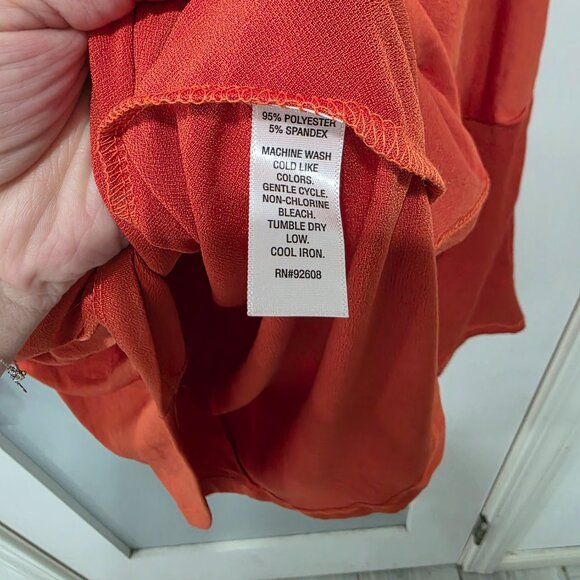 95% POLYESTER
5% SPANDEX
MACHINE WASH
COLD LIKE
COLORS.
GENTLE CYCLE.
NON-CHLORINE
BLEACH.
TUMBLE DRY
LOW.
COOL IRON.
RN#92608